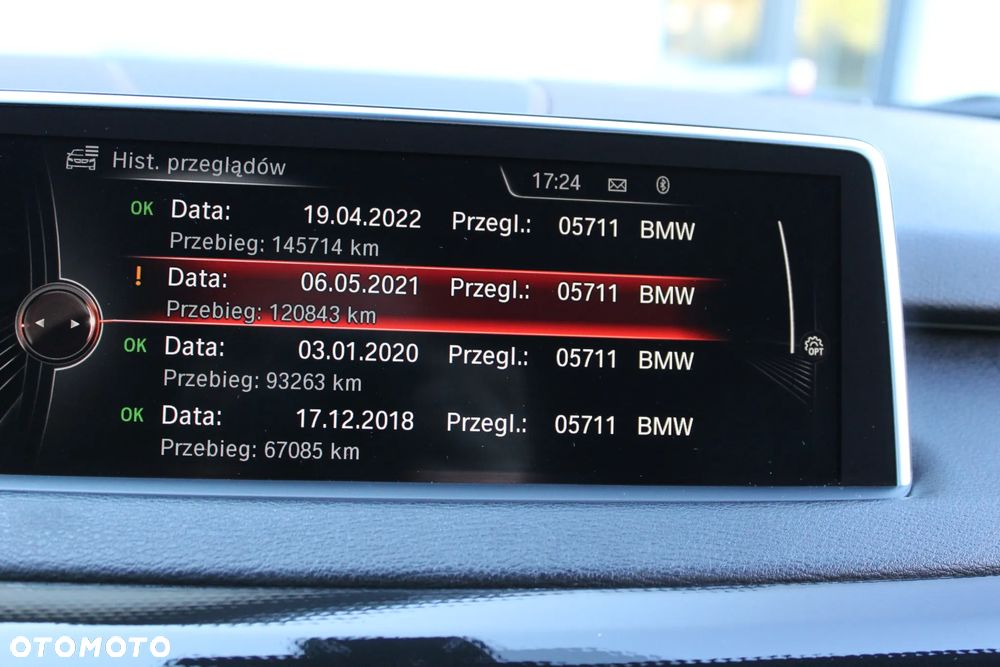 Hist. przeglądów
17:24
OK Data: 19.04.2022 Przegl.: 05711 BMW
Przebieg: 145714 km
! Data: 06.05.2021 Przegl.: 05711 BMW
Przebieg: 120843 km
OK Data: 03.01.2020 Przegl.: 05711 BMW
Przebieg: 93263 km
OPT
OK Data: 17.12.2018 Przegl.: 05711 BMW
Przebieg: 67085 km
OTOMOTO